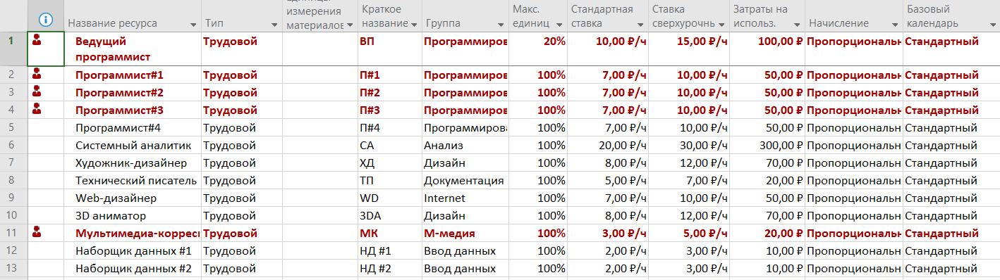 единицы
измерения
материалов
Краткое
название
Макс.
единиц
Стандартная
ставка
Ставка
сверхурочнь
Затраты на
использ.
Базовый
календарь
Название ресурса Тип Группа Начисление
1 Ведущий программист Трудовой ВП Программиров 20% 10,00 ₽/ч 15,00 ₽/ч 100,00 ₽ Пропорциональн Стандартный
2 Программист#1 Трудовой П#1 Программиров 100% 7,00 ₽/ч 10,00 ₽/ч 50,00 ₽ Пропорциональн Стандартный
3 Программист#2 Трудовой П#2 Программиров 100% 7,00 ₽/ч 10,00 ₽/ч 50,00 ₽ Пропорциональн Стандартный
4 Программист#3 Трудовой П#3 Программиров 100% 7,00 ₽/ч 10,00 ₽/ч 50,00 ₽ Пропорциональн Стандартный
5 Программист#4 Трудовой П#4 Программирова 100% 7,00 ₽/ч 10,00 ₽/ч 50,00 ₽ Пропорциональн Стандартный
6 Системный аналитик Трудовой СА Анализ 100% 20,00 ₽/ч 30,00 ₽/ч 300,00 ₽ Пропорциональн Стандартный
7 Художник-дизайнер Трудовой ХД Дизайн 100% 8,00 ₽/ч 12,00 ₽/ч 70,00 ₽ Пропорциональн Стандартный
8 Технический писатель Трудовой ТП Документация 100% 5,00 ₽/ч 7,00 ₽/ч 20,00 ₽ Пропорциональн Стандартный
9 Web-дизайнер Трудовой WD Internet 100% 7,00 ₽/ч 10,00 ₽/ч 50,00 ₽ Пропорциональн Стандартный
10 3D аниматор Трудовой 3DA Дизайн 100% 8,00 ₽/ч 12,00 ₽/ч 70,00 ₽ Пропорциональн Стандартный
11 Мультимедиа-корресп Трудовой МК М-медия 100% 3,00 ₽/ч 5,00 ₽/ч 20,00 ₽ Пропорциональн Стандартный
12 Наборщик данных #1 Трудовой НД #1 Ввод данных 100% 2,00 ₽/ч 3,00 ₽/ч 10,00 ₽ Пропорциональн Стандартный
13 Наборщик данных #2 Трудовой НД #2 Ввод данных 100% 2,00 ₽/ч 3,00 ₽/ч 10,00 ₽ Пропорциональн Стандартный